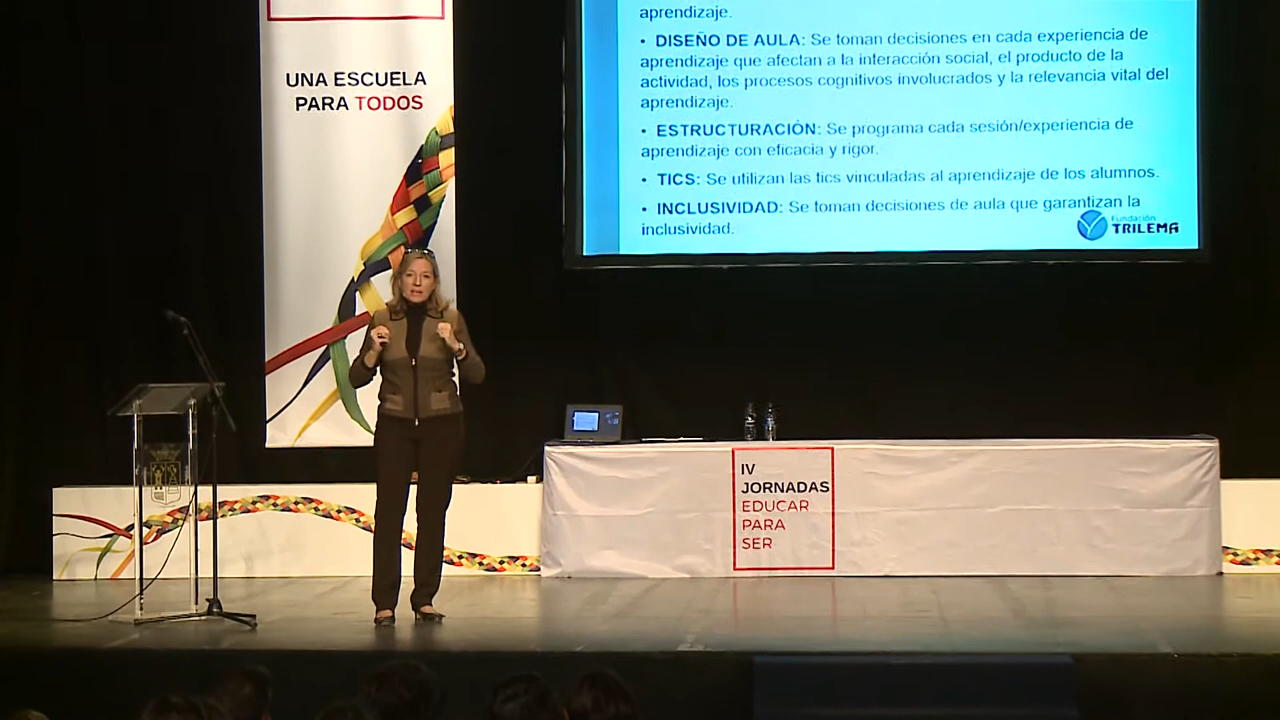 UNA ESCUELA
PARA TODOS
aprendizaje.
• DISEÑO DE AULA: Se toman decisiones en cada experiencia de
aprendizaje que afectan a la interacción social, el producto de la
actividad, los procesos cognitivos involucrados y la relevancia vital del
aprendizaje.
• ESTRUCTURACIÓN: Se programa cada sesión/experiencia de
aprendizaje con eficacia y rigor.
• TICS: Se utilizan las tics vinculadas al aprendizaje de los alumnos.
• INCLUSIVIDAD: Se toman decisiones de aula que garantizan la
inclusividad.
Fundación
TRILEMA
IV
JORNADAS
EDUCAR
PARA
SER